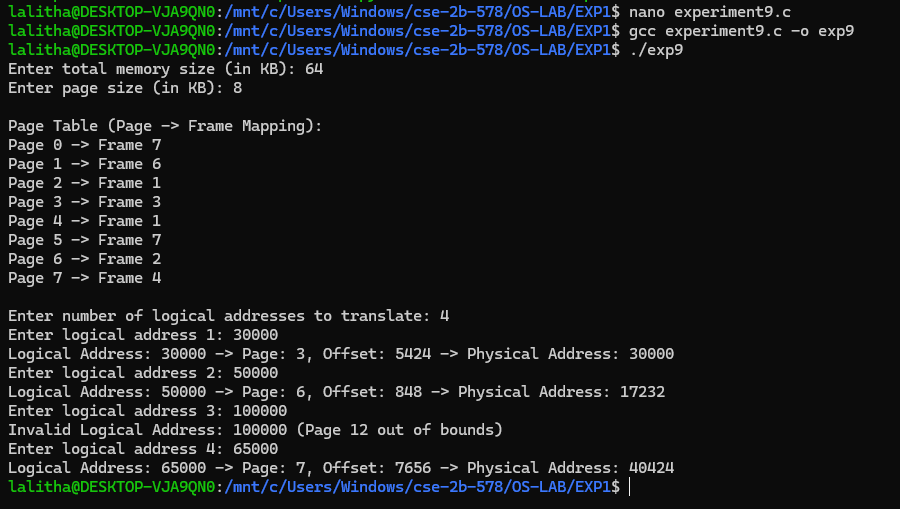 lalitha@DESKTOP-VJA9QN0:/mnt/c/Users/Windows/cse-2b-578/OS-LAB/EXP1$ nano experiment9.c
lalitha@DESKTOP-VJA9QN0:/mnt/c/Users/Windows/cse-2b-578/OS-LAB/EXP1$ gcc experiment9.c -o exp9
lalitha@DESKTOP-VJA9QN0:/mnt/c/Users/Windows/cse-2b-578/OS-LAB/EXP1$ ./exp9
Enter total memory size (in KB): 64
Enter page size (in KB): 8

Page Table (Page -> Frame Mapping):
Page 0 -> Frame 7
Page 1 -> Frame 6
Page 2 -> Frame 1
Page 3 -> Frame 3
Page 4 -> Frame 1
Page 5 -> Frame 7
Page 6 -> Frame 2
Page 7 -> Frame 4

Enter number of logical addresses to translate: 4
Enter logical address 1: 30000
Logical Address: 30000 -> Page: 3, Offset: 5424 -> Physical Address: 30000
Enter logical address 2: 50000
Logical Address: 50000 -> Page: 6, Offset: 848 -> Physical Address: 17232
Enter logical address 3: 100000
Invalid Logical Address: 100000 (Page 12 out of bounds)
Enter logical address 4: 65000
Logical Address: 65000 -> Page: 7, Offset: 7656 -> Physical Address: 40424
lalitha@DESKTOP-VJA9QN0:/mnt/c/Users/Windows/cse-2b-578/OS-LAB/EXP1$